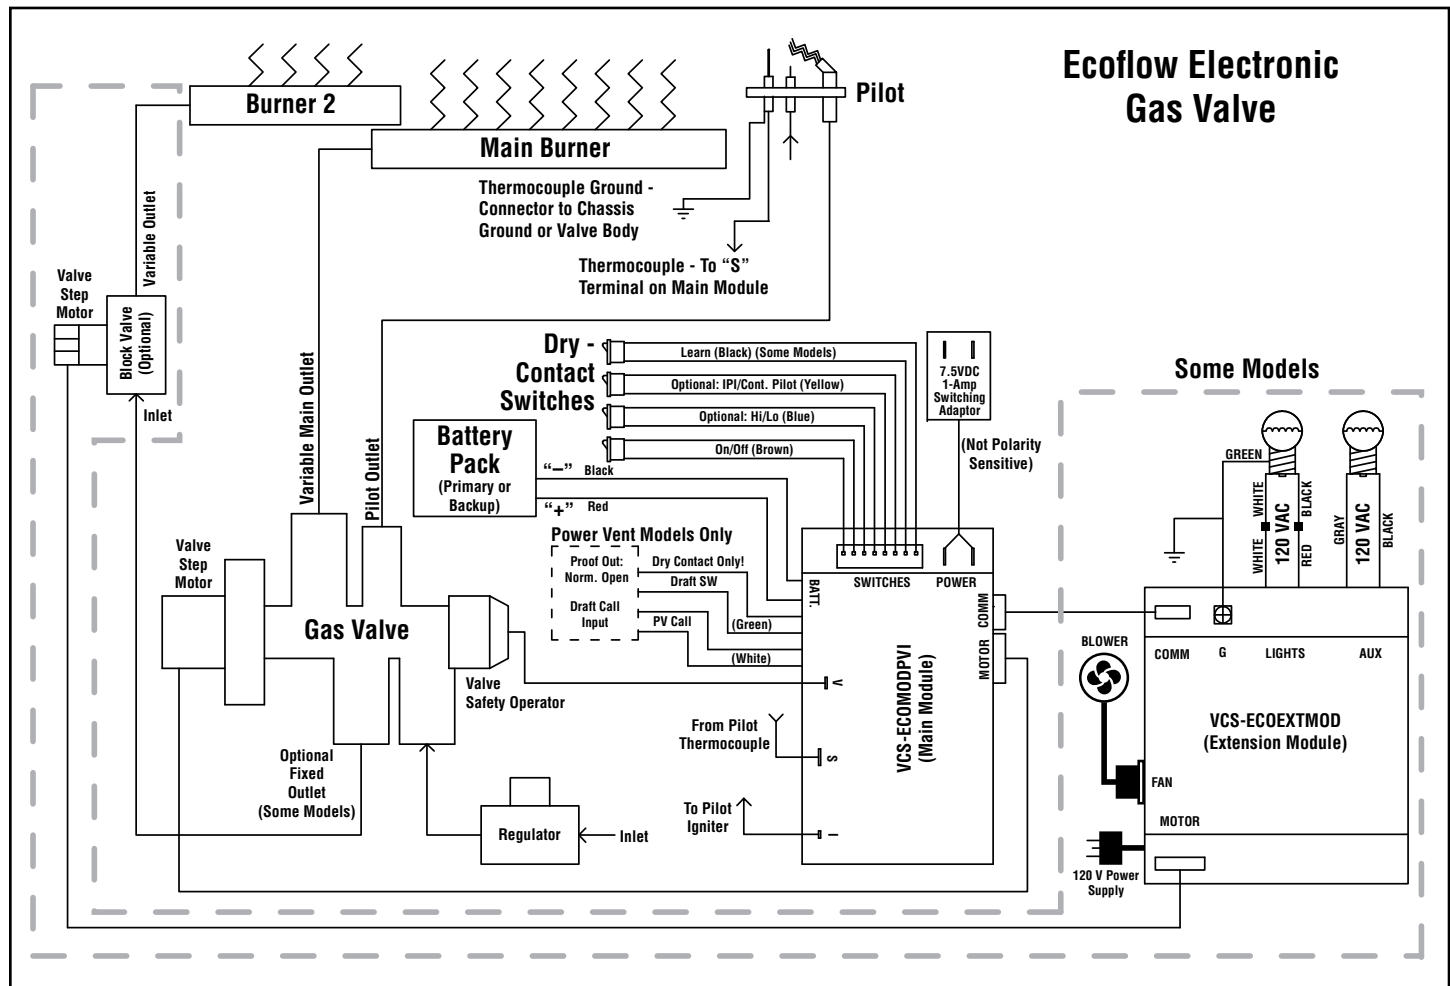 Ecoflow Electronic
Gas Valve
Burner 2
Main Burner
Pilot
Thermocouple Ground -
Connector to Chassis
Ground or Valve Body
Thermocouple - To “S”
Terminal on Main Module
Variable Outlet
Valve
Step
Motor
Block Valve
(Optional)
Inlet
Variable Main Outlet
Pilot Outlet
Dry -
Contact
Switches
Learn (Black) (Some Models)
Optional: IPI/Cont. Pilot (Yellow)
Optional: Hi/Lo (Blue)
On/Off (Brown)
7.5VDC
1-Amp
Switching
Adaptor
(Not Polarity
Sensitive)
Battery
Pack
(Primary or
Backup)
“–” Black
“+” Red
Power Vent Models Only
Proof Out:
Norm. Open
Draft Call
Input
Dry Contact Only!
Draft SW
(Green)
PV Call
(White)
Valve
Step
Motor
Gas Valve
Valve
Safety Operator
Optional
Fixed
Outlet
(Some Models)
Regulator
Inlet
From Pilot
Thermocouple
To Pilot
Igniter
SWITCHES
POWER
BATT.
COMM
MOTOR
V
S
I
VCS-ECOMODPVI
(Main Module)
Some Models
GREEN
WHITE
BLACK
WHITE
120 VAC
RED
GRAY
120 VAC
BLACK
COMM
G
LIGHTS
AUX
BLOWER
VCS-ECOEXTMOD
(Extension Module)
FAN
MOTOR
120 V Power
Supply